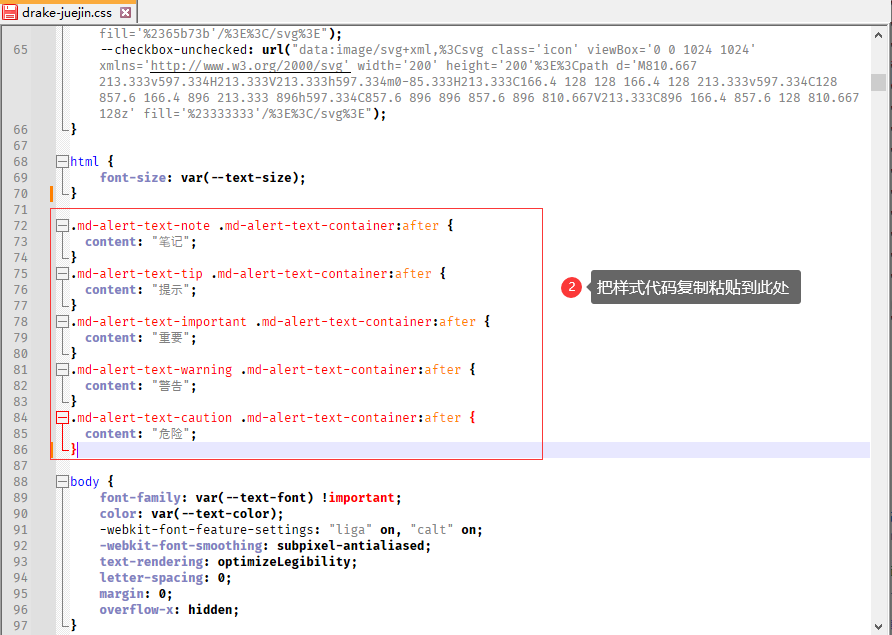 drake-juejin.css
fill='%2365b73b'/%3E%3C/svg%3E");
65 --checkbox-unchecked: url("data:image/svg+xml,%3Csvg class='icon' viewBox='0 0 1024 1024'
xmlns='http://www.w3.org/2000/svg' width='200' height='200'%3E%3Cpath d='M810.667
213.333v597.334H213.333V213.333h597.334m0-85.333H213.333C166.4 128 128 166.4 128 213.333v597.334C128
857.6 166.4 896 213.333 896h597.334C857.6 896 896 857.6 896 810.667V213.333C896 166.4 857.6 128 810.667
128z' fill='%23333333'/%3E%3C/svg%3E");
66 }
67
68 html {
69 font-size: var(--text-size);
70 }
71
72 .md-alert-text-note .md-alert-text-container:after {
73 content: "笔记";
74 }
75 .md-alert-text-tip .md-alert-text-container:after {
76 content: "提示";
77 }
78 .md-alert-text-important .md-alert-text-container:after {
79 content: "重要";
80 }
81 .md-alert-text-warning .md-alert-text-container:after {
82 content: "警告";
83 }
84 .md-alert-text-caution .md-alert-text-container:after {
85 content: "危险";
86 }
2 把样式代码复制粘贴到此处
87
88 body {
89 font-family: var(--text-font) !important;
90 color: var(--text-color);
91 -webkit-font-feature-settings: "liga" on, "calt" on;
92 -webkit-font-smoothing: subpixel-antialiased;
93 text-rendering: optimizeLegibility;
94 letter-spacing: 0;
95 margin: 0;
96 overflow-x: hidden;
97 }